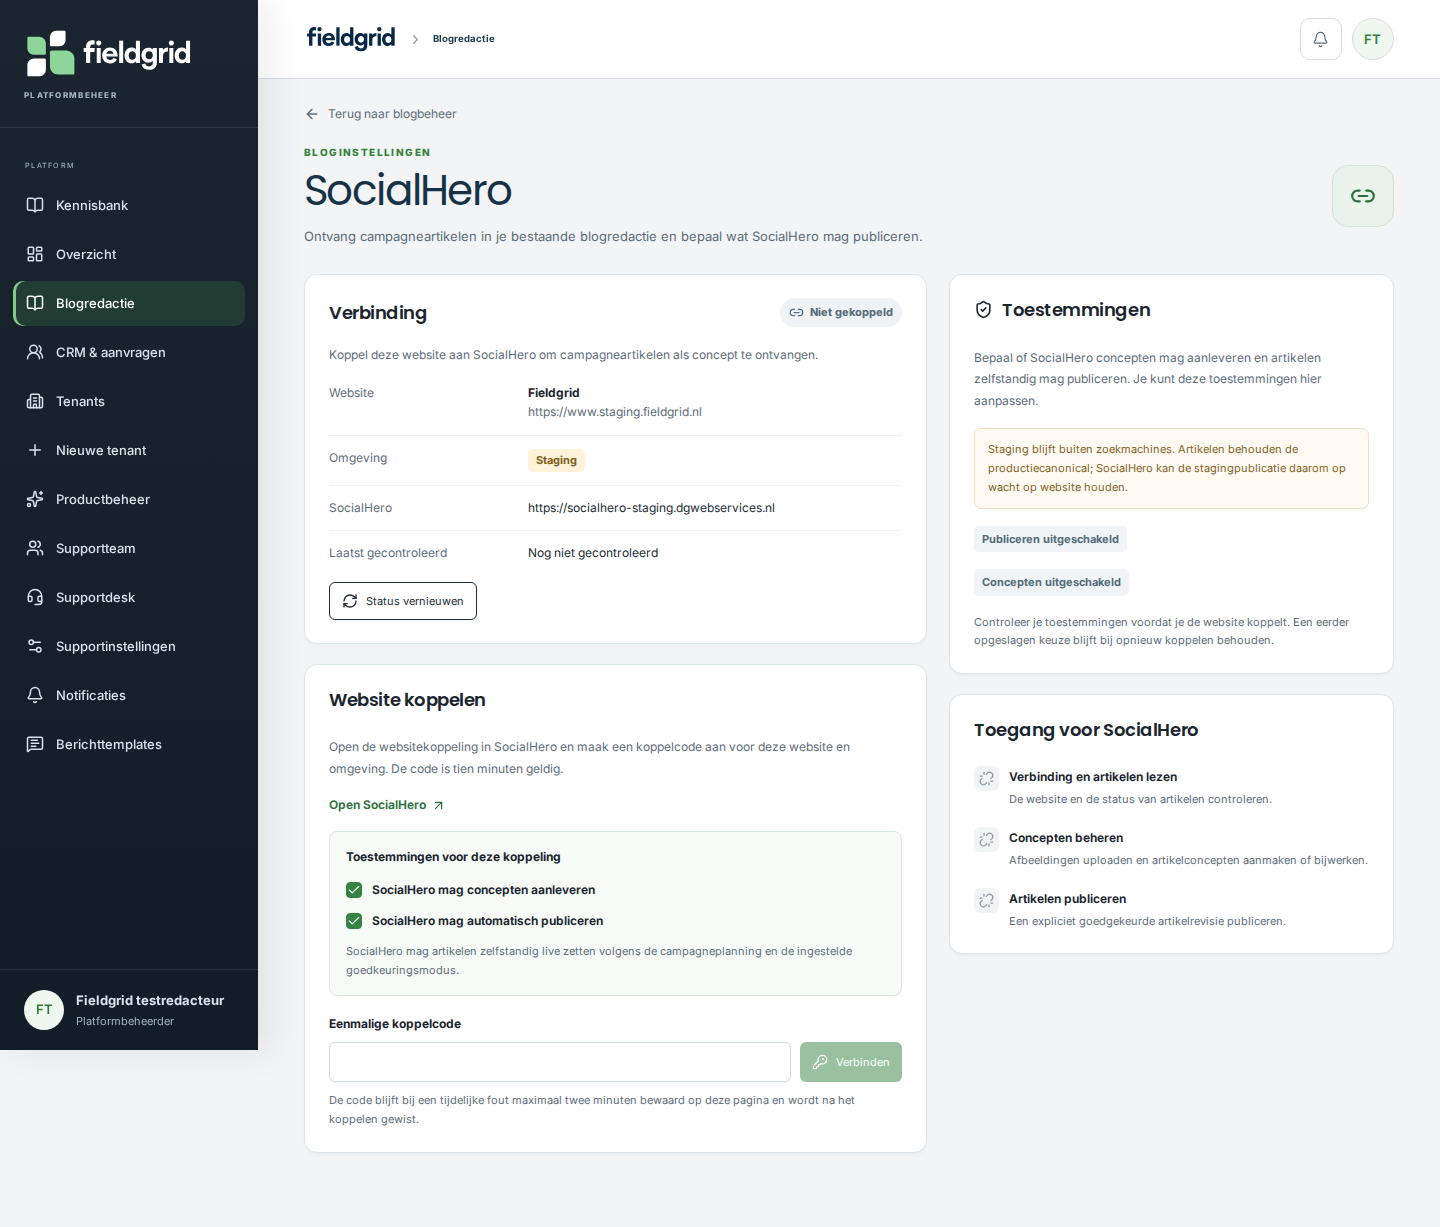 fieldgrid
PLATFORMBEHEER
PLATFORM
Kennisbank
Overzicht
Blogredactie
CRM & aanvragen
Tenants
Nieuwe tenant
Productbeheer
Supportteam
Supportdesk
Supportinstellingen
Notificaties
Berichttemplates
FT
Fieldgrid testredacteur
Platformbeheerder
fieldgrid
Blogredactie
FT
Terug naar blogbeheer
BLOGINSTELLINGEN
SocialHero
Ontvang campagneartikelen in je bestaande blogredactie en bepaal wat SocialHero mag publiceren.
Verbinding
Niet gekoppeld
Koppel deze website aan SocialHero om campagneartikelen als concept te ontvangen.
Website
Fieldgrid
https://www.staging.fieldgrid.nl
Omgeving
Staging
SocialHero
https://socialhero-staging.dgwebservices.nl
Laatst gecontroleerd
Nog niet gecontroleerd
Status vernieuwen
Website koppelen
Open de websitekoppeling in SocialHero en maak een koppelcode aan voor deze website en
omgeving. De code is tien minuten geldig.
Open SocialHero
Toestemmingen voor deze koppeling
SocialHero mag concepten aanleveren
SocialHero mag automatisch publiceren
SocialHero mag artikelen zelfstandig live zetten volgens de campagneplanning en de ingestelde
goedkeuringsmodus.
Eenmalige koppelcode
Verbinden
De code blijft bij een tijdelijke fout maximaal twee minuten bewaard op deze pagina en wordt na het
koppelen gewist.
Toestemmingen
Bepaal of SocialHero concepten mag aanleveren en artikelen
zelfstandig mag publiceren. Je kunt deze toestemmingen hier
aanpassen.
Staging blijft buiten zoekmachines. Artikelen behouden de
productiecanonical; SocialHero kan de stagingpublicatie daarom op
wacht op website houden.
Publiceren uitgeschakeld
Concepten uitgeschakeld
Controleer je toestemmingen voordat je de website koppelt. Een eerder
opgeslagen keuze blijft bij opnieuw koppelen behouden.
Toegang voor SocialHero
Verbinding en artikelen lezen
De website en de status van artikelen controleren.
Concepten beheren
Afbeeldingen uploaden en artikelconcepten aanmaken of bijwerken.
Artikelen publiceren
Een expliciet goedgekeurde artikelrevisie publiceren.